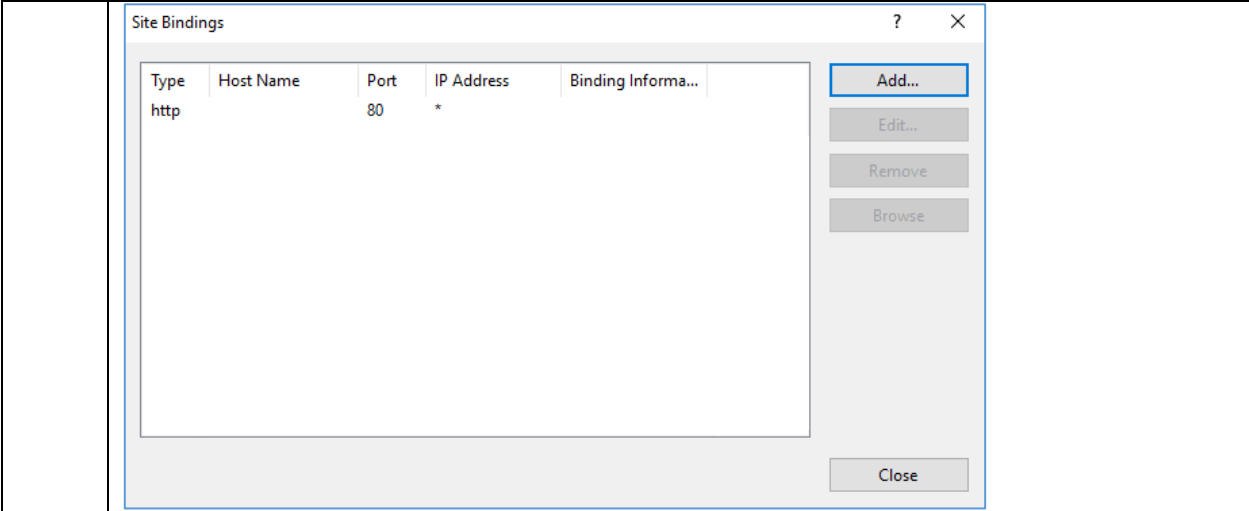 Site Bindings ?
Type Host Name Port IP Address Binding Informa...
http 80 *
Add...
Edit...
Remove
Browse
Close